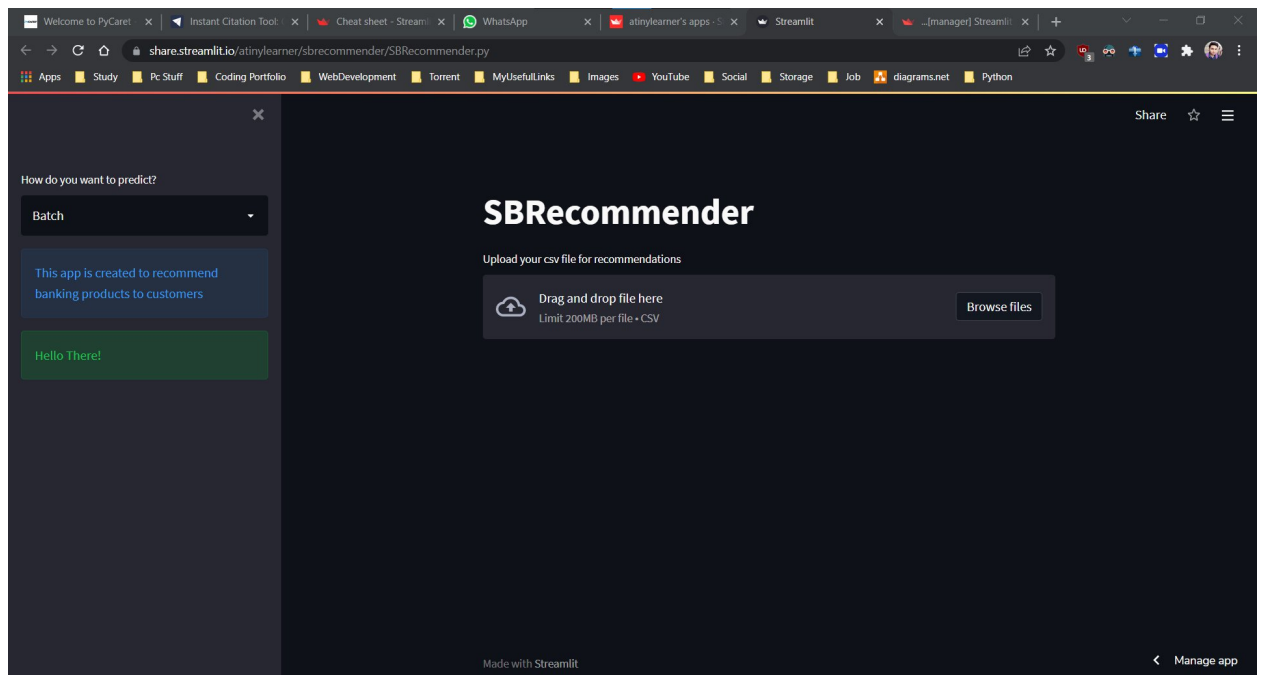 Welcome to PyCaret
Instant Citation Tool: (
Cheat sheet - Streamli
WhatsApp
atinylearner's apps · S
Streamlit
...[manager] Streamlit
share.streamlit.io/atinylearner/sbrecommender/SBRecommender.py
3
Apps
Study
Pc Stuff
Coding Portfolio
WebDevelopment
Torrent
MyUsefulLinks
Images
YouTube
Social
Storage
Job
diagrams.net
Python
Share
How do you want to predict?
Batch
This app is created to recommend
banking products to customers
Hello There!
SBRecommender
Upload your csv file for recommendations
Drag and drop file here
Limit 200MB per file • CSV
Browse files
Made with Streamlit
Manage app